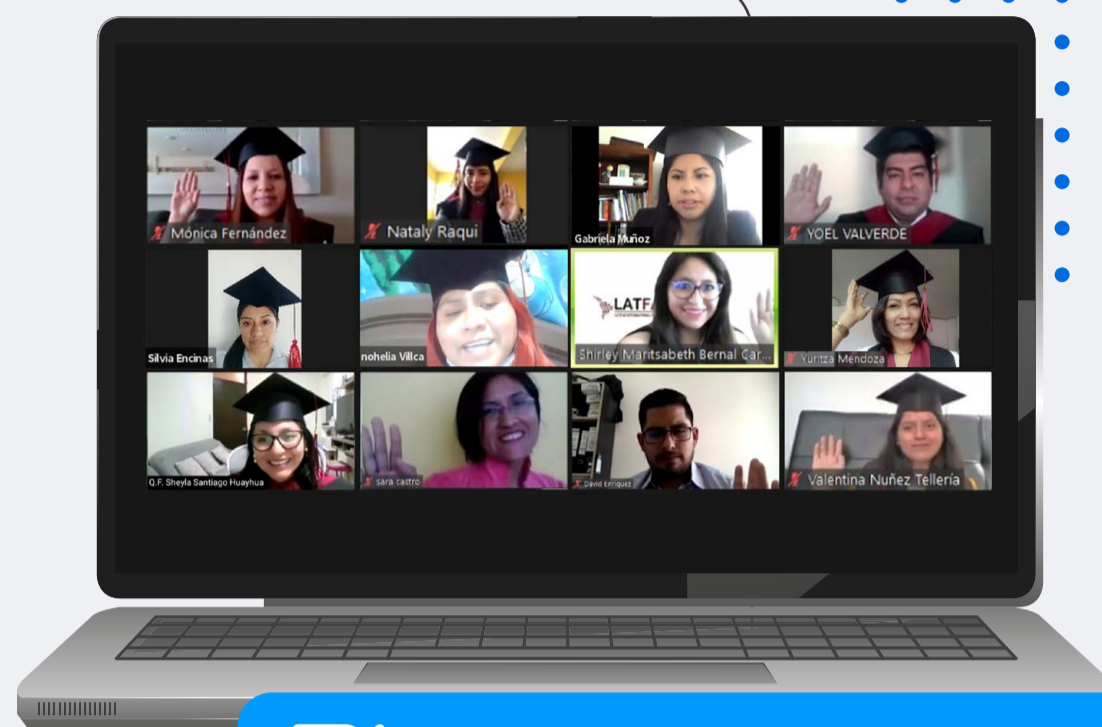 Mónica Fernández
Nataly Raqui
Gabriela Muñoz
YOEL VALVERDE
Silvia Encinas
nohelia Villca
LATFA
Shirley Maritsabeth Bernal Car...
Yuritza Mendoza
Q.F. Sheyla Santiago Huayhua
sara castro
David Enriquez
Valentina Nuñez Tellería